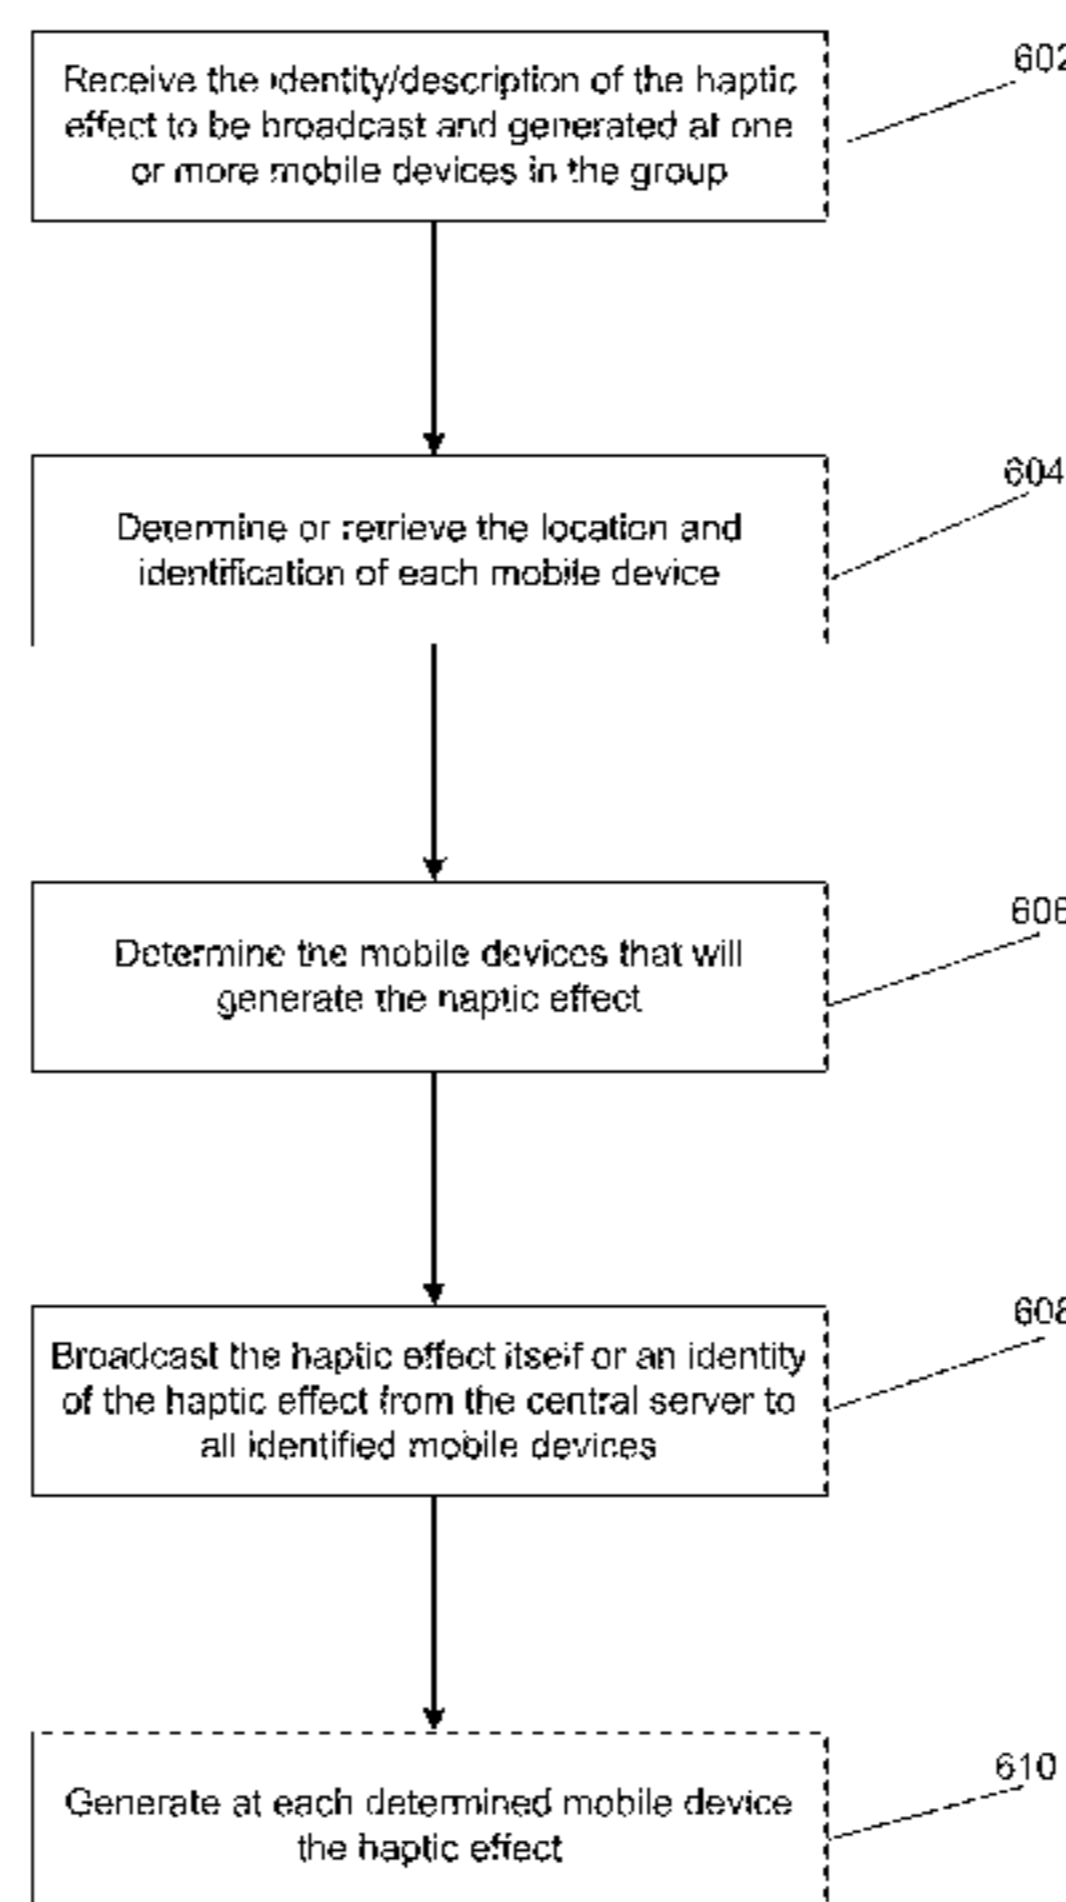 Receive the identity/description of the haptic
effect to be broadcast and generated at one
or more mobile devices in the group
602
Determine or retrieve the location and
identification of each mobile device
604
Determine the mobile devices that will
generate the haptic effect
606
Broadcast the haptic effect itself or an identity
of the haptic effect from the central server to
all identified mobile devices
608
Generate at each determined mobile device
the haptic effect
610